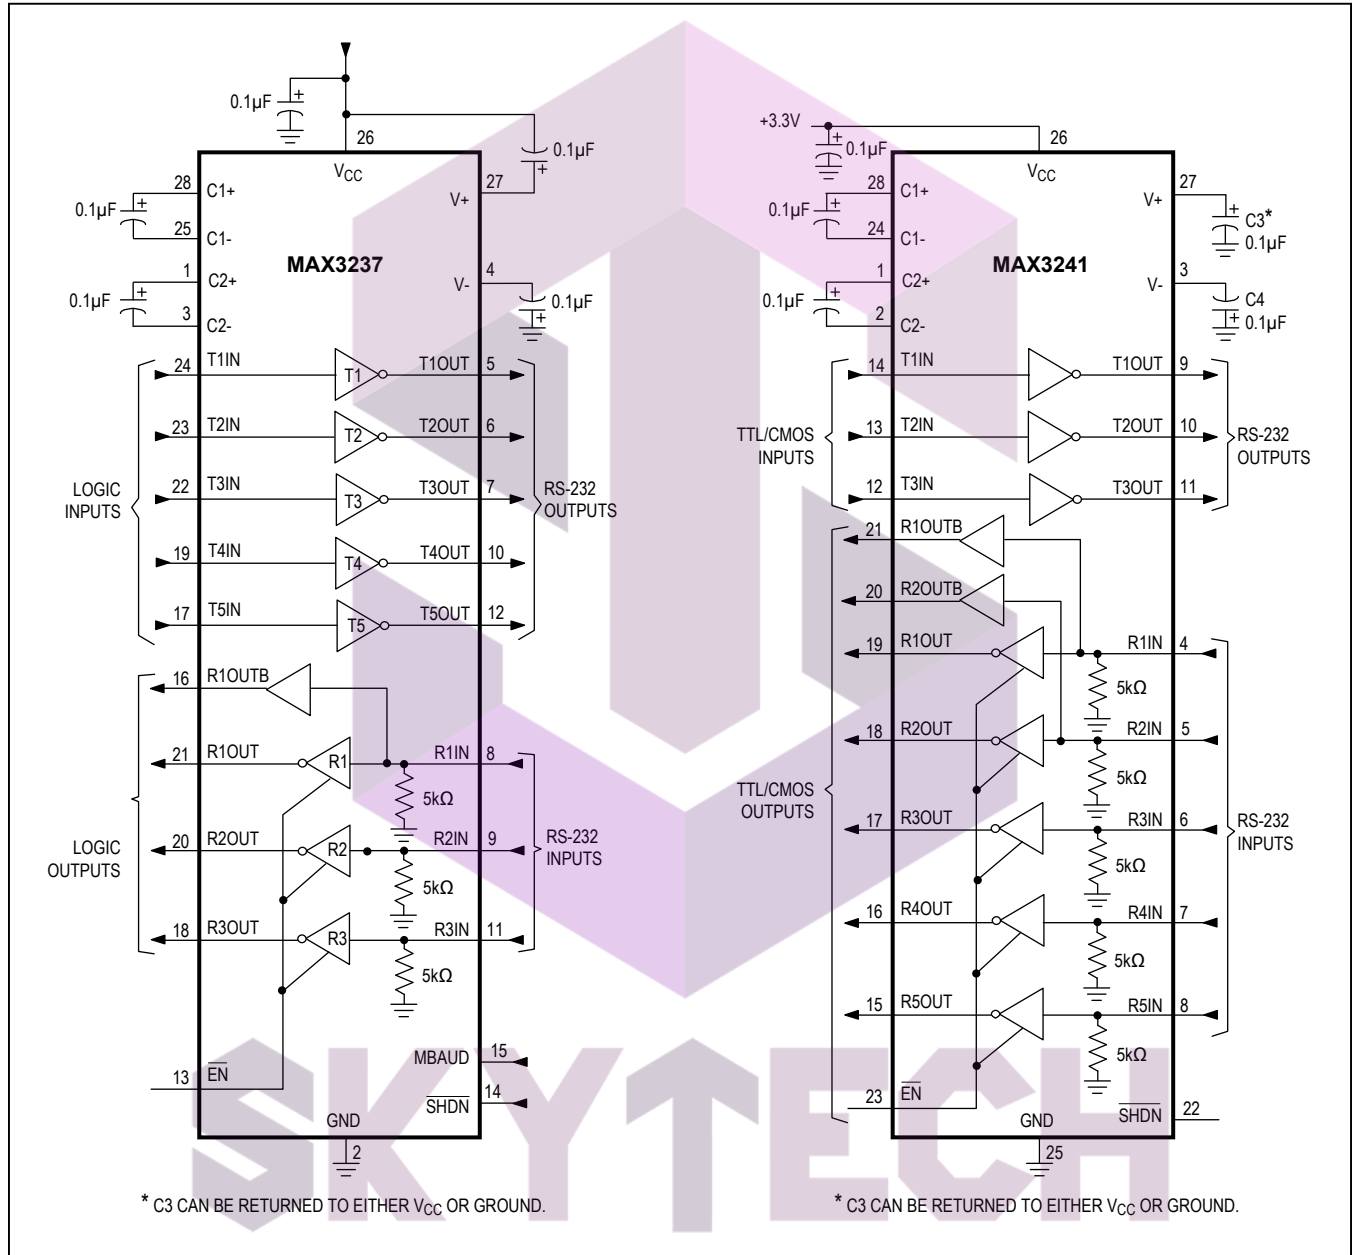 0.1µF
26
VCC
0.1µF
28
C1+
0.1µF
25
C1-
27
V+
MAX3237
1
C2+
0.1µF
3
C2-
4
V-
0.1µF
24 T1IN T1 T1OUT 5
23 T2IN T2 T2OUT 6
22 T3IN T3 T3OUT 7
19 T4IN T4 T4OUT 10
17 T5IN T5 T5OUT 12
LOGIC
INPUTS
RS-232
OUTPUTS
16 R1OUTB
21 R1OUT R1 R1IN 8
5kΩ
20 R2OUT R2 R2IN 9
5kΩ
18 R3OUT R3 R3IN 11
5kΩ
LOGIC
OUTPUTS
RS-232
INPUTS
MBAUD 15
13 EN
SHDN 14
GND
2
* C3 CAN BE RETURNED TO EITHER VCC OR GROUND.
+3.3V
26
0.1µF
VCC
28
C1+
0.1µF
24
C1-
27
V+
C3*
0.1µF
MAX3241
1
C2+
0.1µF
2
C2-
3
V-
C4
0.1µF
14 T1IN T1OUT 9
13 T2IN T2OUT 10
12 T3IN T3OUT 11
TTL/CMOS
INPUTS
RS-232
OUTPUTS
21 R1OUTB
20 R2OUTB
19 R1OUT R1IN 4
5kΩ
18 R2OUT R2IN 5
5kΩ
17 R3OUT R3IN 6
5kΩ
16 R4OUT R4IN 7
5kΩ
15 R5OUT R5IN 8
5kΩ
TTL/CMOS
OUTPUTS
RS-232
INPUTS
23 EN
SHDN 22
GND
25
* C3 CAN BE RETURNED TO EITHER VCC OR GROUND.
SKYTECH